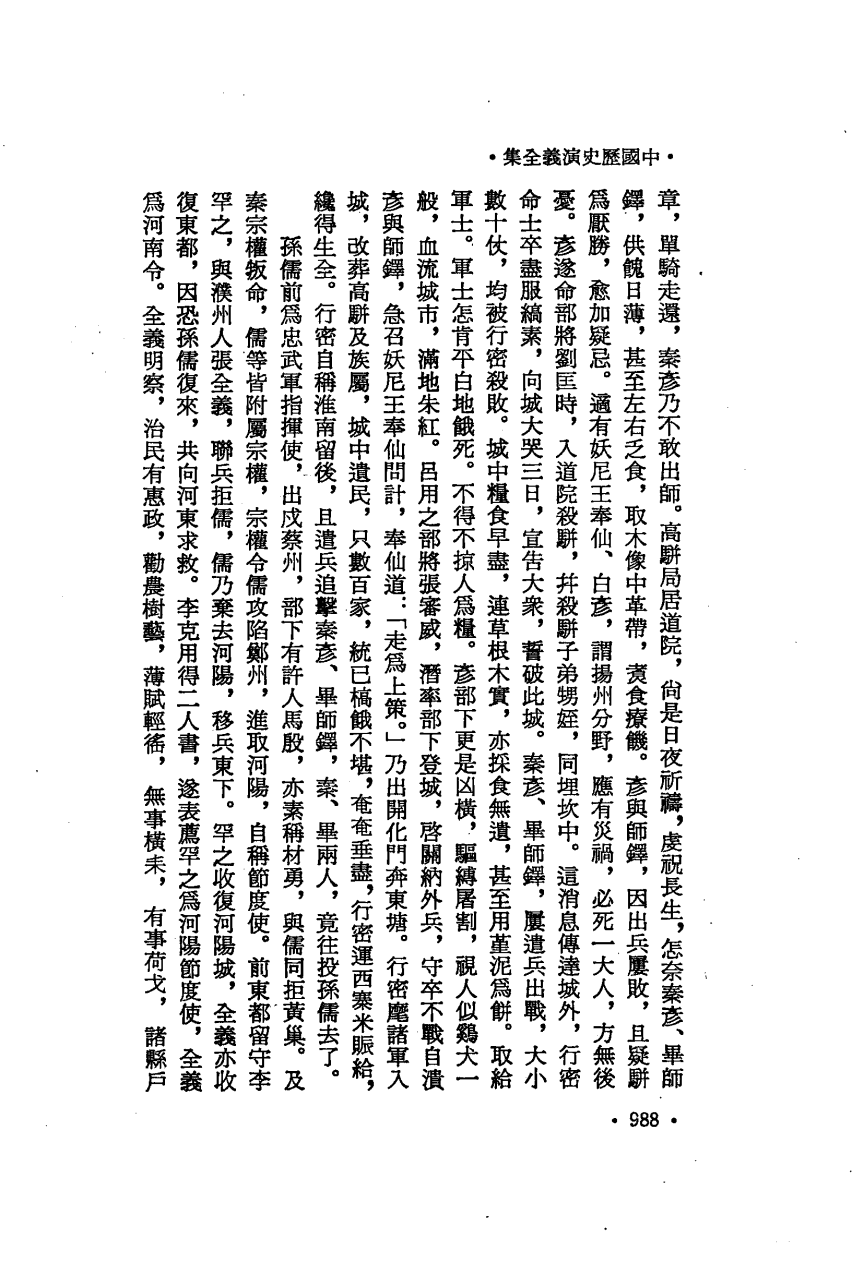 •中國歷史演義全集•
章，單騎走還，秦彥乃不敢出師。高駢局居道院，尙是日夜祈禱，虔祝長生，怎奈秦彥、畢師
鐸，供餽日薄，甚至左右乏食，取木像中革帶，煑食療饑。彥與師鐸，因出兵屢敗，且疑駢
爲厭勝，愈加疑忌。適有妖尼王奉仙、白彥，謂揚州分野，應有災禍，必死一大人，方無後
憂。彥遂命部將劉匡時，入道院殺駢，幷殺駢子弟甥姪，同埋坎中。這消息傳達城外，行密
命士卒盡服縞素，向城大哭三日，宣告大衆，誓破此城。秦彥、畢師鐸，屢遣兵出戰，大小
數十仗，均被行密殺敗。城中糧食早盡，連草根木實，亦採食無遺，甚至用堇泥爲餅。取給
軍士。軍士怎肯平白地餓死。不得不掠人爲糧。彥部下更是凶橫，驅縛屠割，視人似鷄犬一
般，血流城市，滿地朱紅。呂用之部將張審威，潛率部下登城，啓關納外兵，守卒不戰自潰
彥與師鐸，急召妖尼王奉仙問計，奉仙道：「走爲上策。」乃出開化門奔東塘。行密麾諸軍入
城，改葬高駢及族屬，城中遺民，只數百家，統已槁餓不堪，奄奄垂盡，行密運西寨米賑給，
纔得生全。行密自稱淮南留後，且遣兵追擊秦彥、畢師鐸，秦、畢兩人，竟往投孫儒去了。
孫儒前爲忠武軍指揮使，出戍蔡州，部下有許人馬殷，亦素稱材勇，與儒同拒黃巢。及
秦宗權叛命，儒等皆附屬宗權，宗權令儒攻陷鄭州，進取河陽，自稱節度使。前東都留守李
罕之，與濮州人張全義，聯兵拒儒，儒乃棄去河陽，移兵東下。罕之收復河陽城，全義亦收
復東都，因恐孫儒復來，共向河東求救。李克用得二人書，遂表薦罕之爲河陽節度使，全義
爲河南令。全義明察，治民有惠政，勸農樹藝，薄賦輕徭，無事橫耒，有事荷戈，諸縣戶
•988•